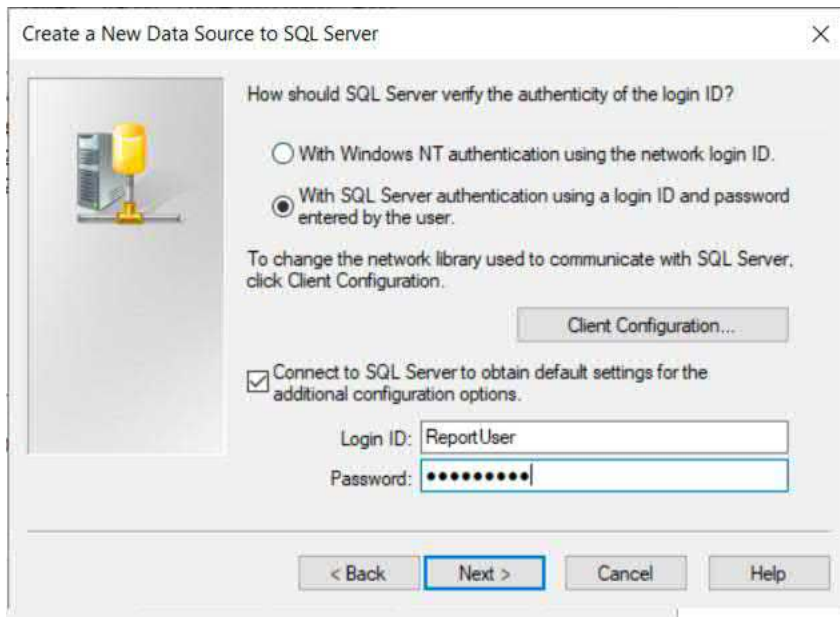 Create a New Data Source to SQL Server
How should SQL Server verify the authenticity of the login ID?
With Windows NT authentication using the network login ID.
With SQL Server authentication using a login ID and password
entered by the user.
To change the network library used to communicate with SQL Server,
click Client Configuration.
Client Configuration...
Connect to SQL Server to obtain default settings for the
additional configuration options.
Login ID: ReportUser
Password: •••••••••
< Back Next > Cancel Help